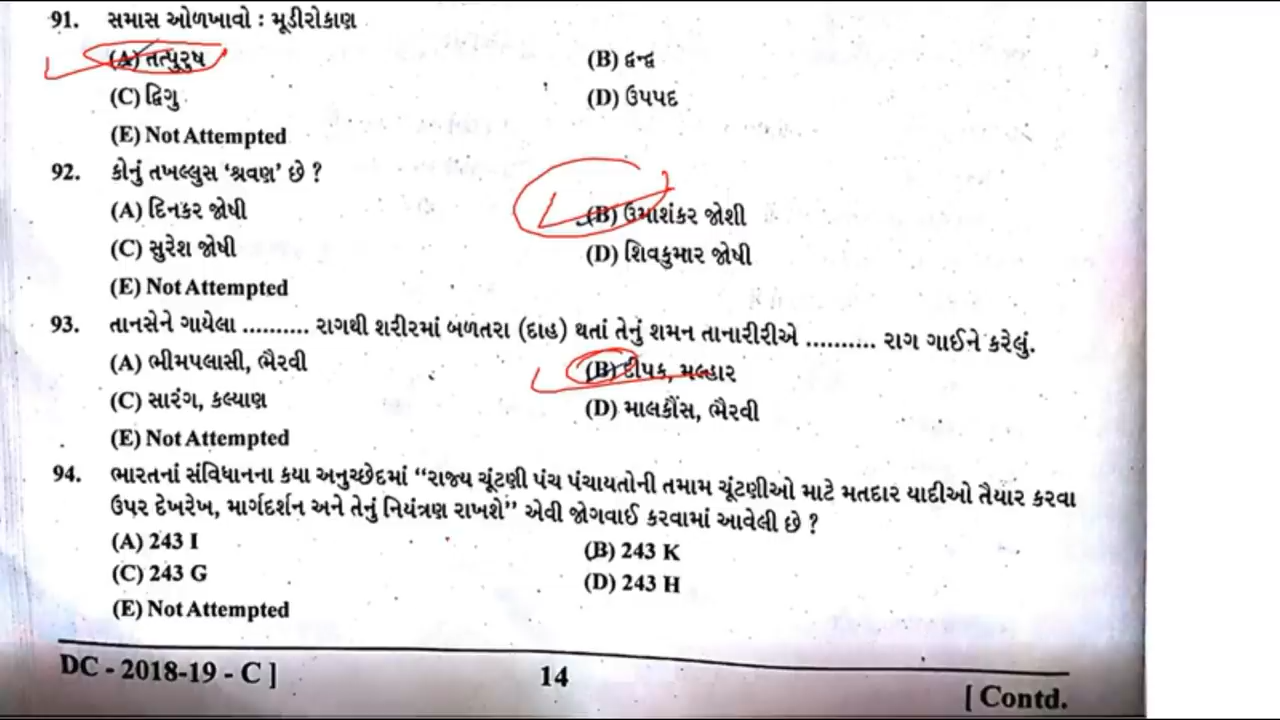 91. સમાસ ઓળખાવો : મૂડીરોકાણ
(A) તત્પુરુષ (B) દ્વન્દ્વ
(C) દ્વિગુ (D) ઉપપદ
(E) Not Attempted
92. કોનું તખલ્લુસ ‘શ્રવણ’ છે ?
(A) દિનકર જોષી (B) ઉમાશંકર જોશી
(C) સુરેશ જોષી (D) શિવકુમાર જોષી
(E) Not Attempted
93. તાનસેને ગાયેલા .......... રાગથી શરીરમાં બળતરા (દાહ) થતાં તેનું શમન તાનારીરીએ .......... રાગ ગાઈને કરેલું.
(A) ભીમપલાસી, ભૈરવી (B) દીપક, મલ્હાર
(C) સારંગ, કલ્યાણ (D) માલકૌંસ, ભૈરવી
(E) Not Attempted
94. ભારતનાં સંવિધાનના કયા અનુચ્છેદમાં “રાજ્ય ચૂંટણી પંચ પંચાયતોની તમામ ચૂંટણીઓ માટે મતદાર યાદીઓ તૈયાર કરવા
ઉપર દેખરેખ, માર્ગદર્શન અને તેનું નિયંત્રણ રાખશે” એવી જોગવાઈ કરવામાં આવેલી છે ?
(A) 243 I (B) 243 K
(C) 243 G (D) 243 H
(E) Not Attempted
DC - 2018-19 - C ] 14 [ Contd.